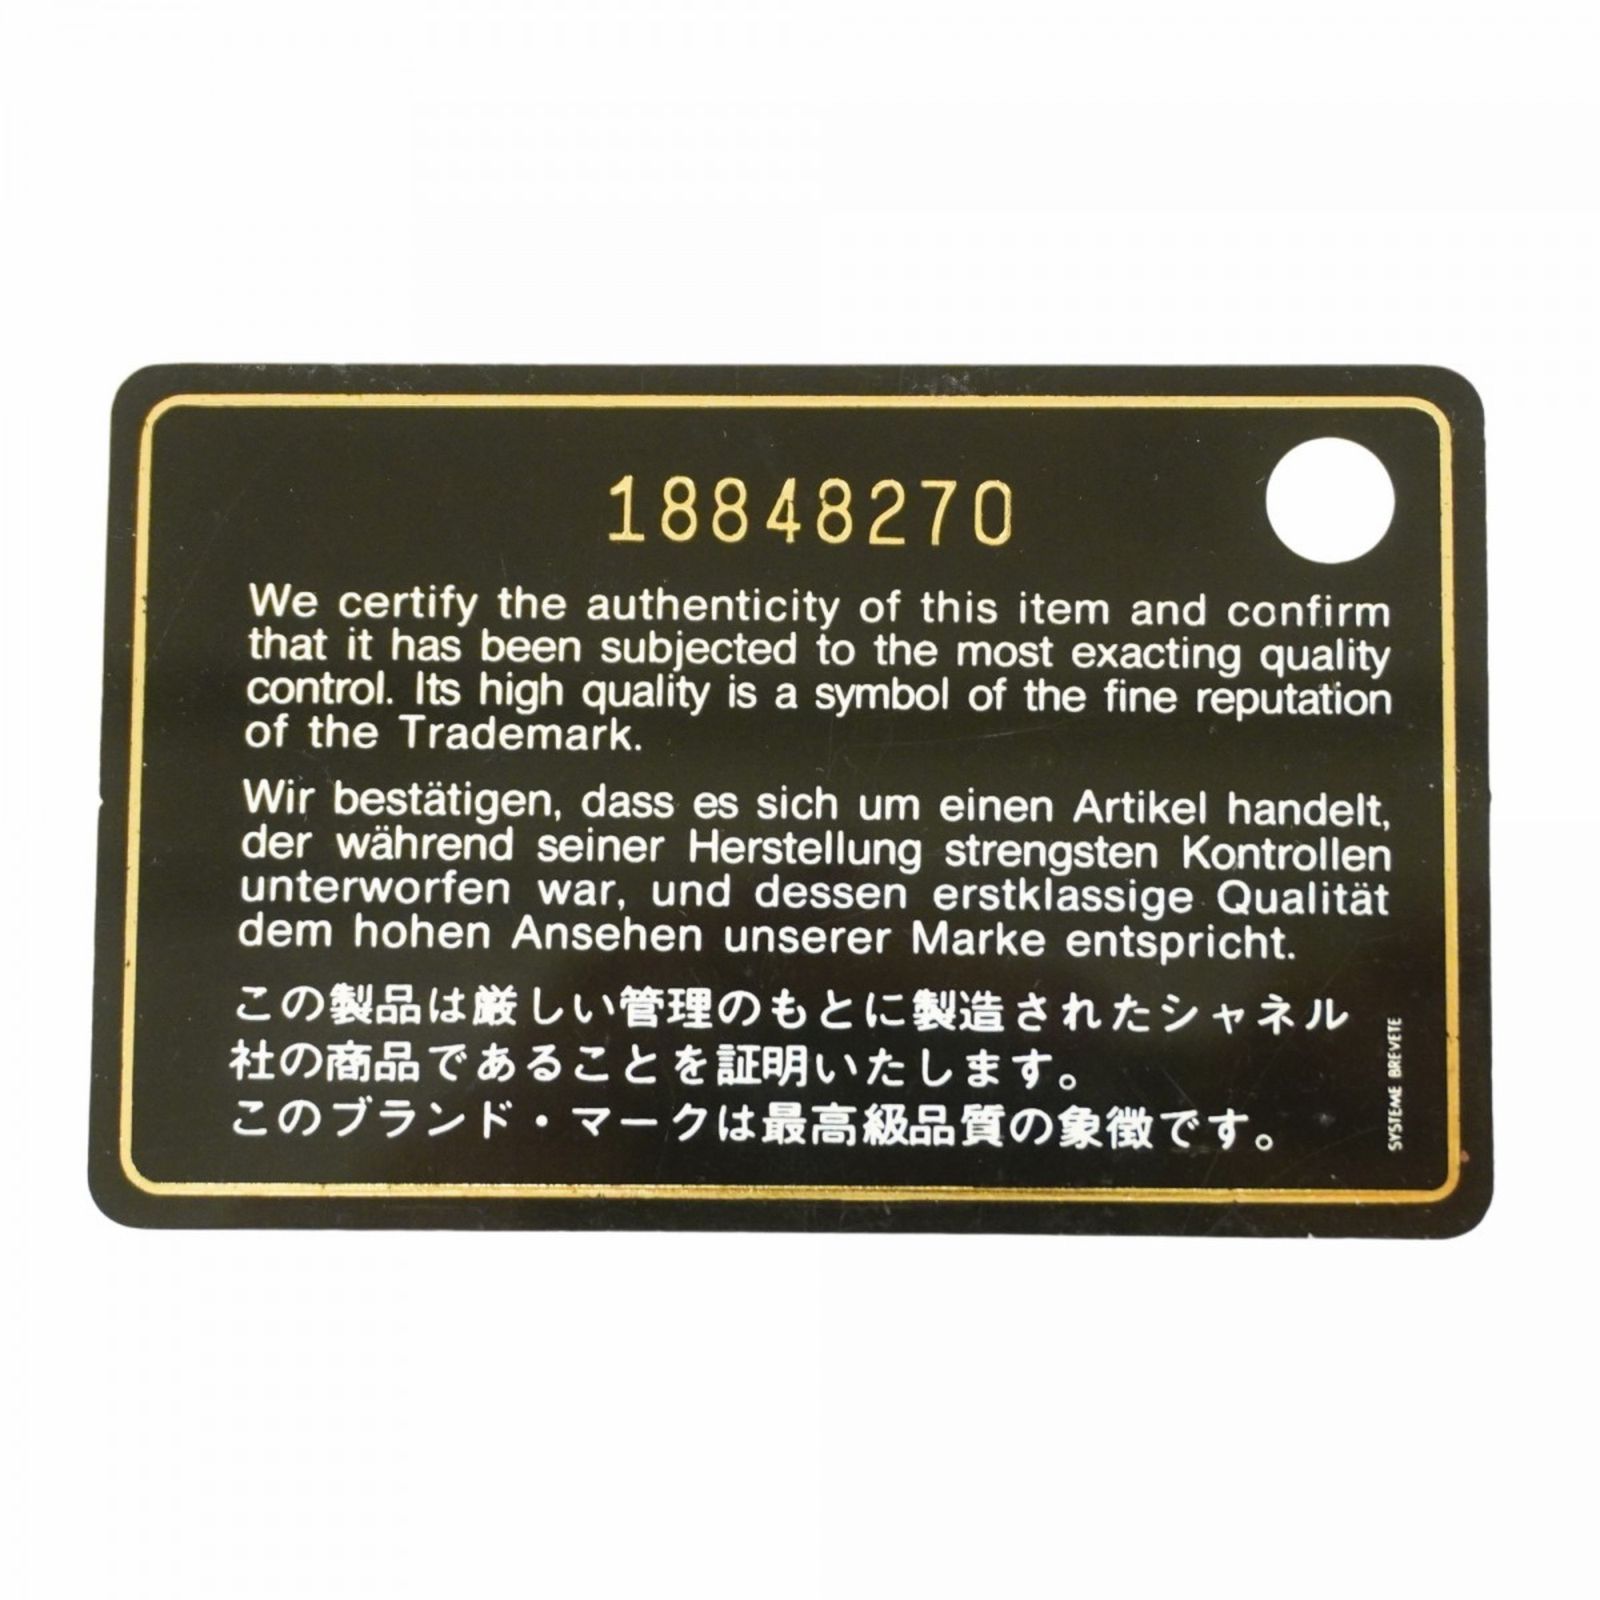 18848270
We certify the authenticity of this item and confirm
that it has been subjected to the most exacting quality
control. Its high quality is a symbol of the fine reputation
of the Trademark.
Wir bestätigen, dass es sich um einen Artikel handelt,
der während seiner Herstellung strengsten Kontrollen
unterworfen war, und dessen erstklassige Qualität
dem hohen Ansehen unserer Marke entspricht.
この製品は厳しい管理のもとに製造されたシャネル
社の商品であることを証明いたします。
このブランド・マークは最高級品質の象徴です。
SYSTEME BREVETE